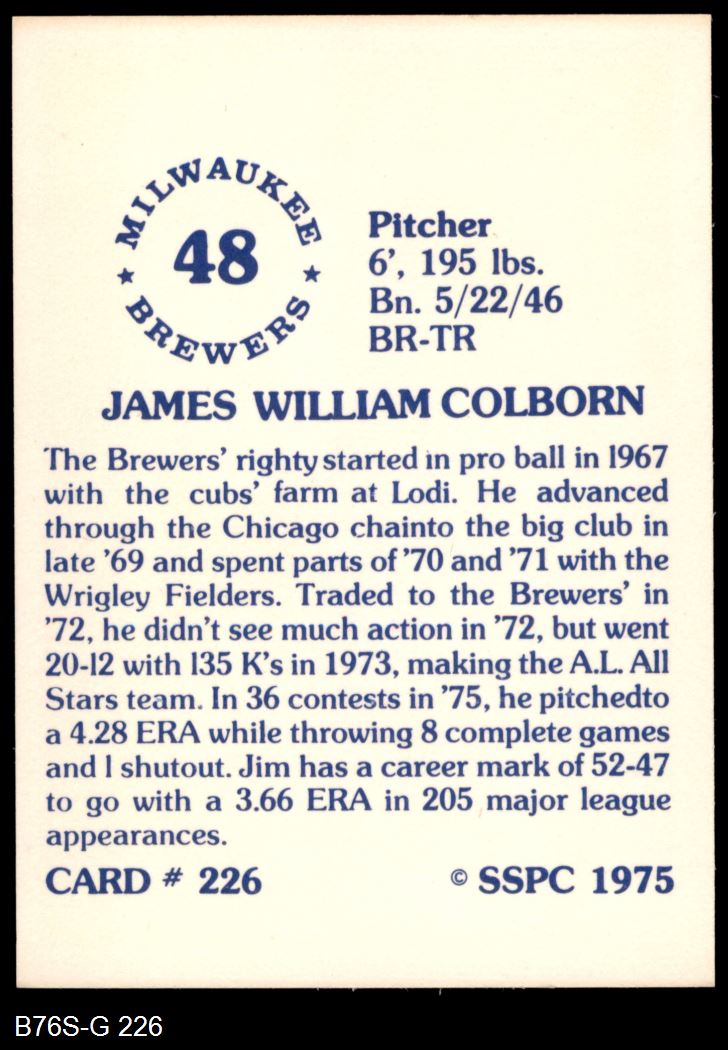 MILWAUKEE
48
★ ★
BREWERS
Pitcher
6', 195 lbs.
Bn. 5/22/46
BR-TR
JAMES WILLIAM COLBORN
The Brewers' righty started in pro ball in 1967
with the cubs' farm at Lodi. He advanced
through the Chicago chainto the big club in
late '69 and spent parts of '70 and '71 with the
Wrigley Fielders. Traded to the Brewers' in
'72, he didn't see much action in '72, but went
20-12 with 135 K's in 1973, making the A.L. All
Stars team. In 36 contests in '75, he pitchedto
a 4.28 ERA while throwing 8 complete games
and 1 shutout. Jim has a career mark of 52-47
to go with a 3.66 ERA in 205 major league
appearances.
CARD # 226
© SSPC 1975
B76S-G 226